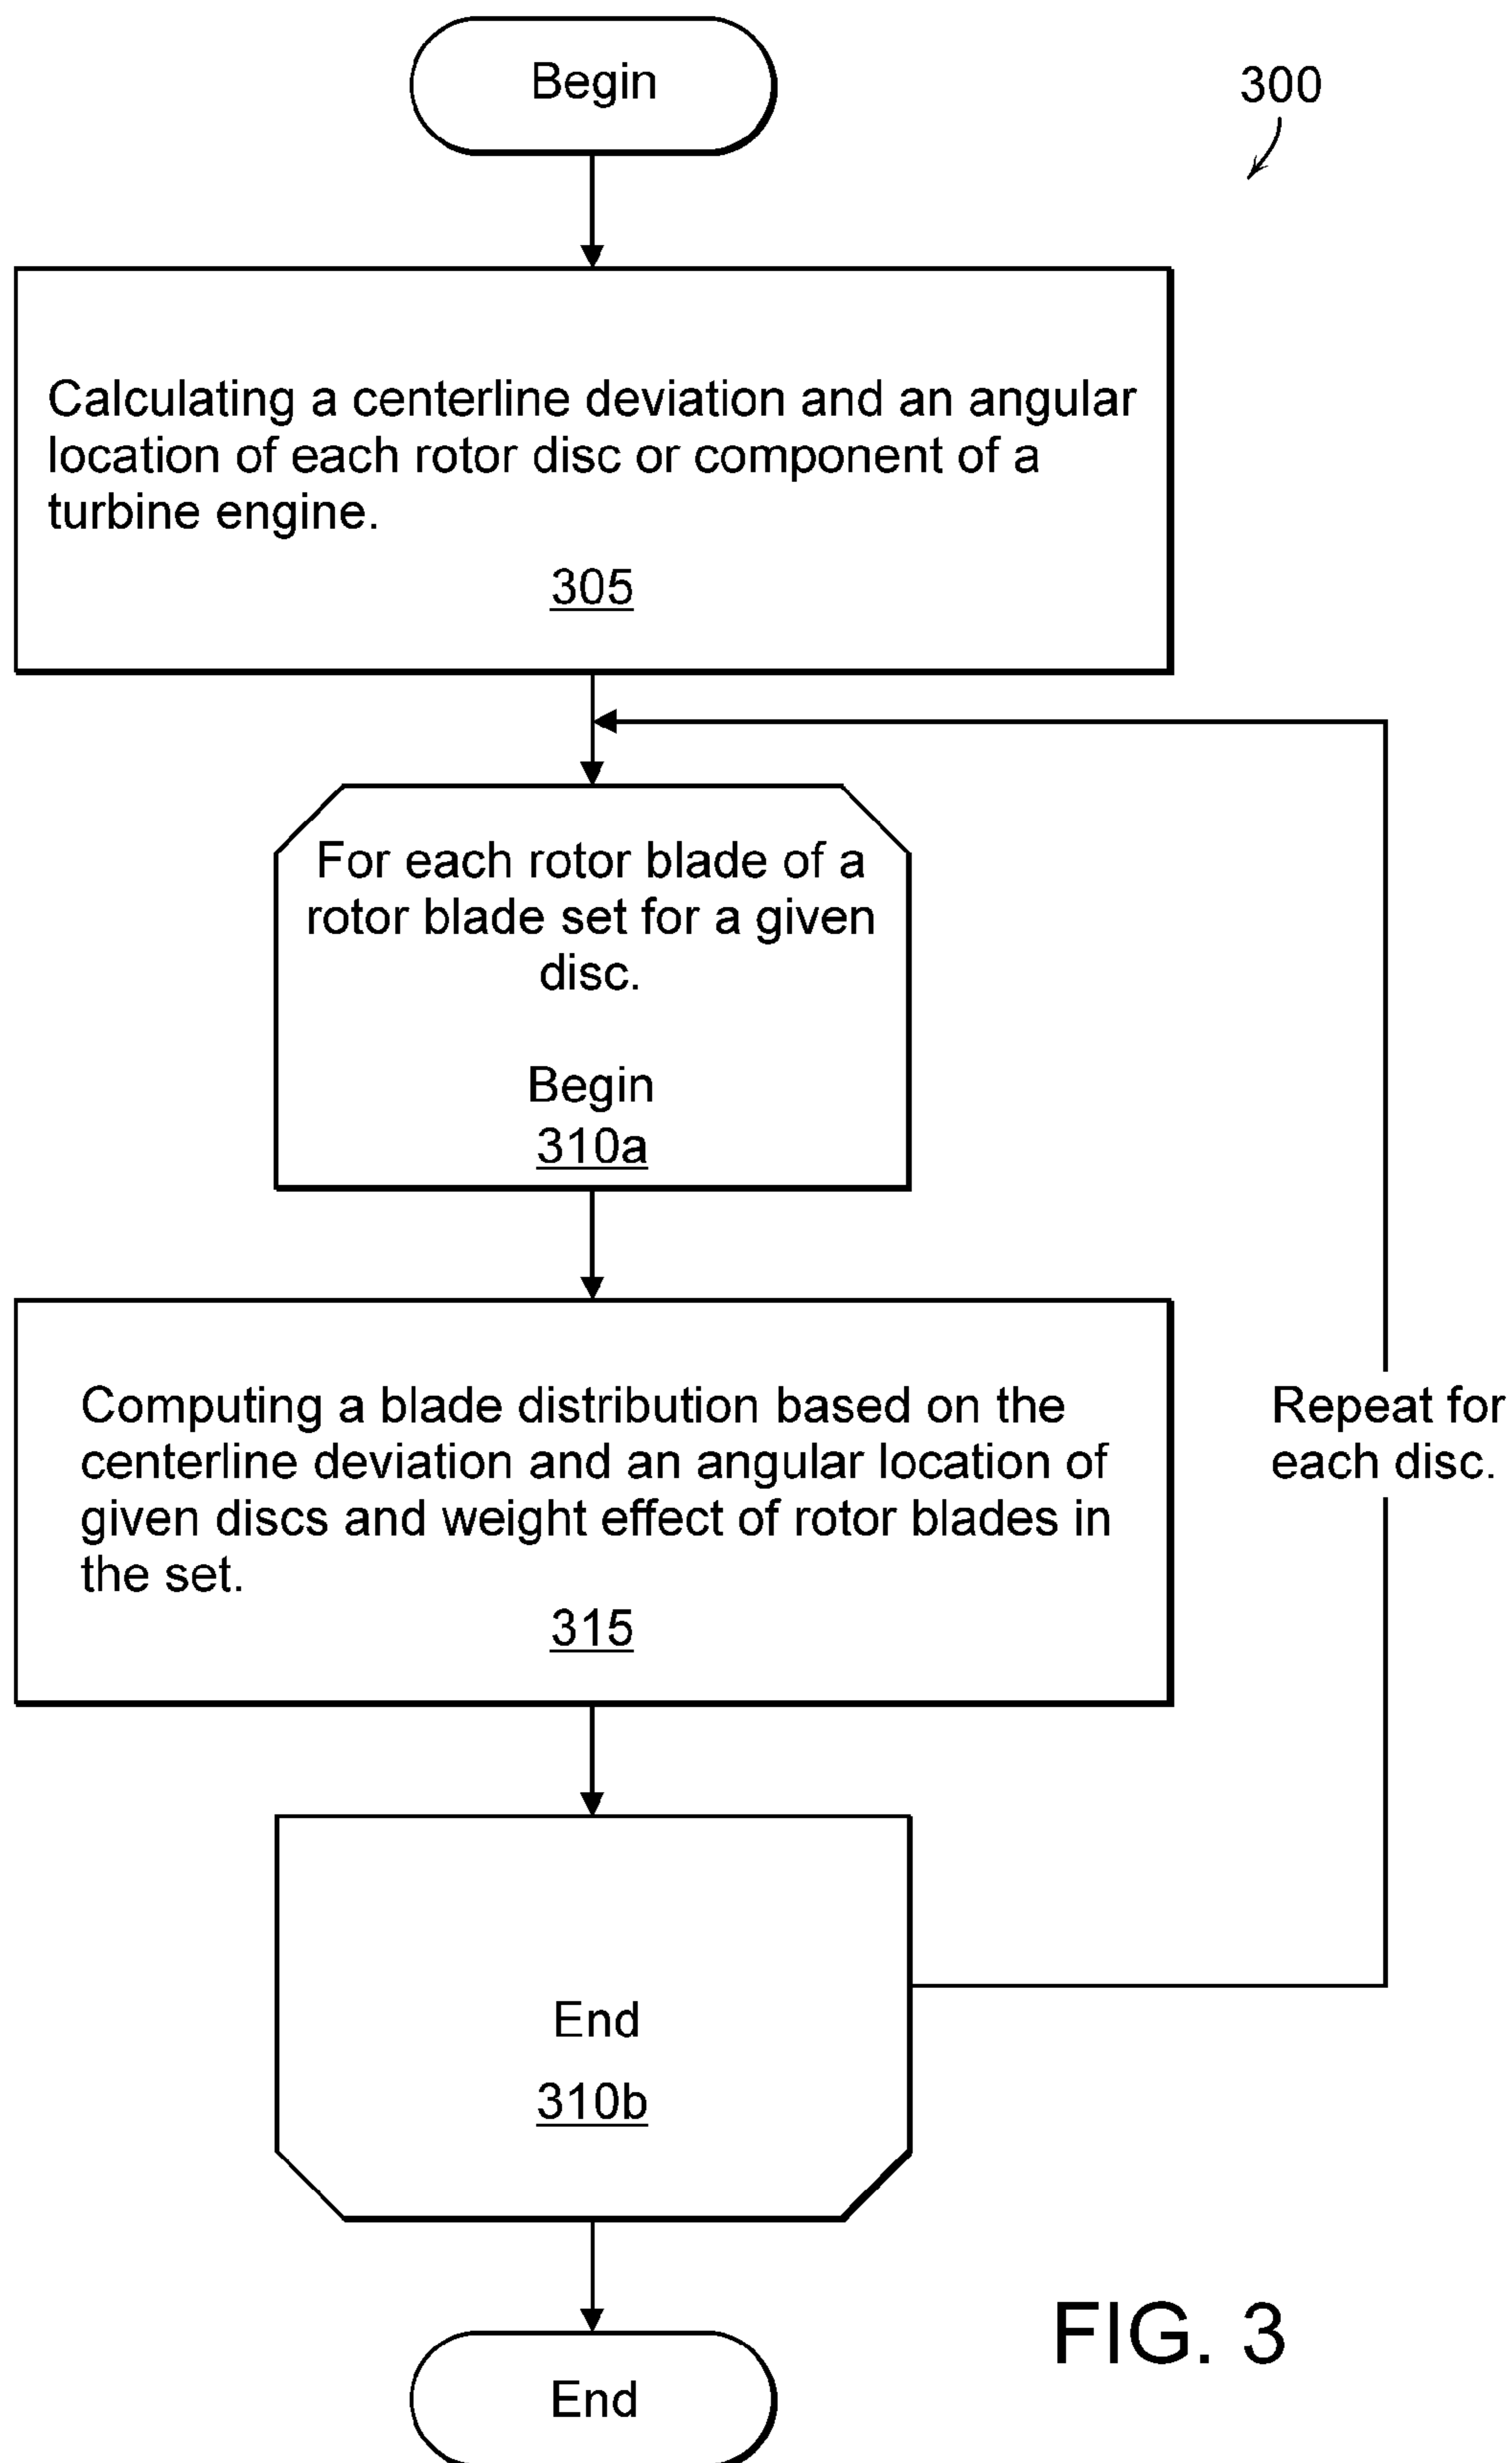 Begin
300
Calculating a centerline deviation and an angular
location of each rotor disc or component of a
turbine engine.
305
For each rotor blade of a
rotor blade set for a given
disc.
Begin
310a
Computing a blade distribution based on the
centerline deviation and an angular location of
given discs and weight effect of rotor blades in
the set.
315
Repeat for
each disc.
End
310b
End
FIG. 3